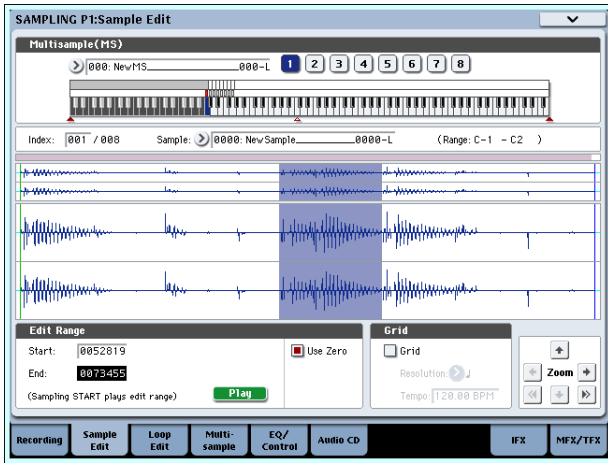 SAMPLING P1:Sample Edit
Multisample(MS)
000: NewMS 000-L 1 2 3 4 5 6 7 8
Index: 001 /008 Sample: 0000: NewSample 0000-L (Range: C-1 - C2 )
Edit Range
Start: 0052819
End: 0073455
(Sampling START plays edit range) Play
Use Zero
Grid
Grid
Resolution: ♩
Tempo: 120.00 BPM
Zoom
Recording
Sample Edit
Loop Edit
Multi-sample
EQ/Control
Audio CD
IFX
MFX/TFX